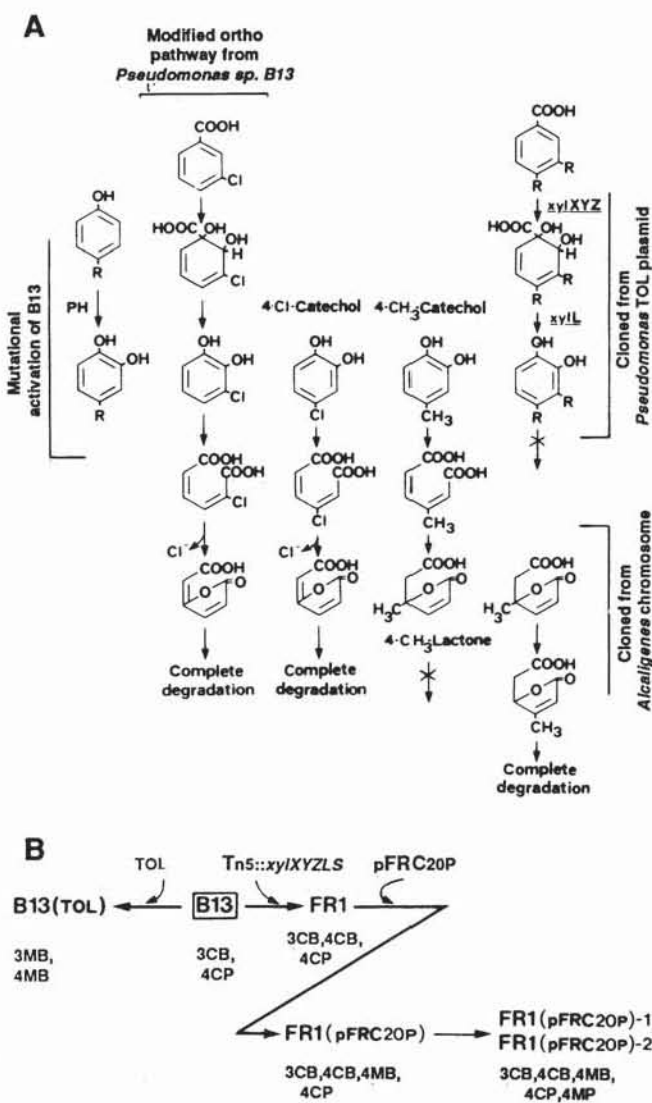 A
Modified ortho
pathway from
Pseudomonas sp. B13
COOH
Cl
HOOC OH
OH
H
Cl
OH
R
PH
OH
OH
R
Mutational
activation of B13
OH
OH
Cl
COOH
COOH
Cl
Cl⁻
COOH
O
O
Complete
degradation
4·Cl·Catechol
OH
OH
Cl
COOH
COOH
Cl
Cl⁻
COOH
O
O
Complete
degradation
4·CH3·Catechol
OH
OH
CH3
COOH
COOH
CH3
COOH
O
O
H3C
4·CH3Lactone
COOH
R
R
xylXYZ
HOOC OH
OH
H
R
R
xylL
OH
OH
R
R
Cloned from
Pseudomonas TOL plasmid
COOH
O
O
H3C
COOH
O
O
CH3
Complete
degradation
Cloned from
Alcaligenes chromosome
B
TOL
Tn5::xylXYZLS
pFRC20P
B13(TOL)
B13
FR1
3MB,
4MB
3CB,
4CP
3CB,4CB,
4CP
FR1(pFRC20P)
FR1(pFRC20P)-1
FR1(pFRC20P)-2
3CB,4CB,4MB,
4CP
3CB,4CB,4MB,
4CP,4MP